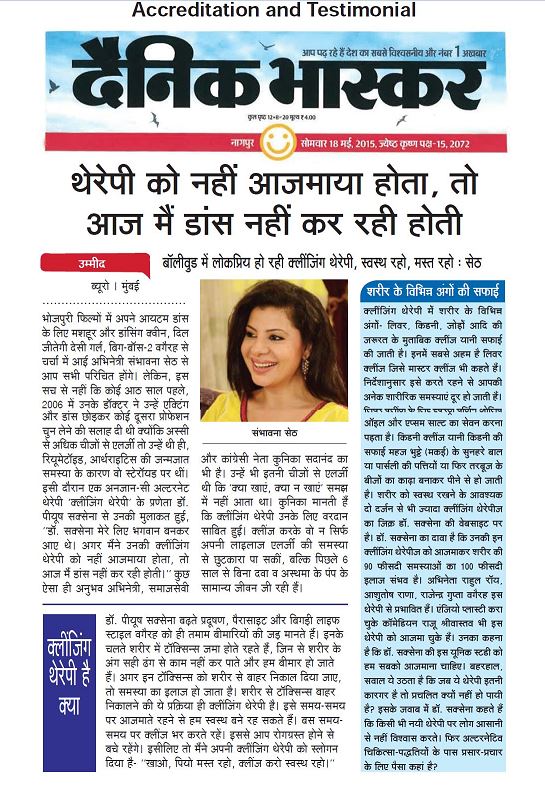 Accreditation and Testimonial
आप पढ़ रहे हैं देश का सबसे विश्वसनीय और नंबर 1 अखबार
दैनिक भास्कर
कुल पृष्ठ 12+8=20 मूल्य ₹ 4.00
नागपुर
सोमवार 18 मई, 2015, ज्येष्ठ कृष्ण पक्ष-15, 2072
थेरेपी को नहीं आजमाया होता, तो
आज मैं डांस नहीं कर रही होती
उम्मीद
बॉलीवुड में लोकप्रिय हो रही क्लींजिंग थेरेपी, स्वस्थ रहो, मस्त रहो : सेठ
ब्यूरो । मुंबई
भोजपुरी फिल्मों में अपने आयटम डांस
के लिए मशहूर और डांसिंग क्वीन, दिल
जीतेगी देसी गर्ल, बिग-बॉस-2 वगैरह से
चर्चा में आई अभिनेत्री संभावना सेठ से
आप सभी परिचित होंगे। लेकिन, इस
सच से नहीं कि कोई आठ साल पहले,
2006 में उनके डॉक्टर ने उन्हें एक्टिंग
और डांस छोड़कर कोई दूसरा प्रोफेशन
चुन लेने की सलाह दी थी क्योंकि अस्सी
से अधिक चीजों से एलर्जी तो उन्हें थी ही,
रियूमेटॉइड, आर्थराइटिस की जन्मजात
समस्या के कारण वो स्टेरॉयड पर थीं।
इसी दौरान एक अनजान-सी अल्टरनेट
थेरेपी 'क्लींजिंग थेरेपी' के प्रणेता डॉ.
पीयूष सक्सेना से उनकी मुलाकत हुई,
"डॉ. सक्सेना मेरे लिए भगवान बनकर
आए थे। अगर मैंने उनकी क्लींजिंग
थेरेपी को नहीं आजमाया होता, तो
आज मैं डांस नहीं कर रही होती।" कुछ
ऐसा ही अनुभव अभिनेत्री, समाजसेवी
संभावना सेठ
और कांग्रेसी नेता कुनिका सदानंद का
भी है। उन्हें भी इतनी चीजों से एलर्जी
थी कि 'क्या खाएं, क्या न खाएं' समझ
में नहीं आता था। कुनिका मानती हैं
कि क्लींजिंग थेरेपी उनके लिए वरदान
साबित हुई। क्लींज करके वो न सिर्फ
अपनी लाइलाज एलर्जी की समस्या
से छुटकारा पा सकीं, बल्कि पिछले 6
साल से बिना दवा व अस्थमा के पंप के
सामान्य जीवन जी रही हैं।
शरीर के विभिन्न अंगों की सफाई
क्लींजिंग थेरेपी में शरीर के विभिन्न
अंगों- लिवर, किडनी, जोड़ों आदि की
जरूरत के मुताबिक क्लींज यानी सफाई
की जाती है। इनमें सबसे अहम है लिवर
क्लींज जिसे मास्टर क्लींज भी कहते हैं।
निर्देशानुसार इसे करते रहने से आपकी
अनेक शारीरिक समस्याएं दूर हो जाती हैं।
ऑइल और एप्सम साल्ट का सेवन करना
पड़ता है। किडनी क्लींज यानी किडनी की
सफाई महज भुट्टे (मकई) के सुनहरे बाल
या पार्सली की पत्तियों या फिर तरबूज के
बीजों का काढ़ा बनाकर पीने से हो जाती
है। शरीर को स्वस्थ रखने के आवश्यक
दो दर्जन से भी ज्यादा क्लींजिंग थेरेपीज
का जिक्र डॉ. सक्सेना की वेबसाइट पर
है। डॉ. सक्सेना का दावा है कि उनकी इन
क्लींजिंग थेरेपीज को आजमाकर शरीर की
90 फीसदी समस्याओं का 100 फीसदी
इलाज संभव है। अभिनेता राहुल रॉय,
आशुतोष राणा, राजेन्द्र गुप्ता वगैरह इस
थेरेपी से प्रभावित हैं। एंजियो प्लास्टी करा
चुके कॉमेडियन राजू श्रीवास्तव भी इस
थेरेपी को आजमा चुके हैं। उनका कहना
है कि डॉ. सक्सेना की इस यूनिक स्टडी को
हम सबको आजमाना चाहिए। बहरहाल,
सवाल ये उठता है कि जब ये थेरेपी इतनी
कारगर है तो प्रचलित क्यों नहीं हो पायी
है? इसके जवाब में डॉ. सक्सेना कहते हैं
कि किसी भी नयी थेरेपी पर लोग आसानी
से नहीं विश्वास करते। फिर अल्टरनेटिव
चिकित्सा-पद्धतियों के पास प्रसार-प्रचार
के लिए पैसा कहां है?
क्लींजिंग
थेरेपी है
क्या
डॉ. पीयूष सक्सेना बढ़ते प्रदूषण, पैरासाइट और बिगड़ी लाइफ
स्टाइल वगैरह को ही तमाम बीमारियों की जड़ मानते हैं। इनके
चलते शरीर में टॉक्सिन्स जमा होते रहते हैं, जिन से शरीर के
अंग सही ढंग से काम नहीं कर पाते और हम बीमार हो जाते
हैं। अगर इन टॉक्सिन्स को शरीर से बाहर निकाल दिया जाए,
तो समस्या का इलाज हो जाता है। शरीर से टॉक्सिन्स बाहर
निकालने की ये प्रक्रिया ही क्लींजिंग थेरेपी है। इसे समय-समय
पर आजमाते रहने से हम स्वस्थ बने रह सकते हैं। बस समय-
समय पर क्लींज भर करते रहें। इससे आप रोगग्रस्त होने से
बचे रहेंगे। इसीलिए तो मैंने अपनी क्लींजिंग थेरेपी को स्लोगन
दिया है- "खाओ, पियो मस्त रहो, क्लींज करो स्वस्थ रहो।"